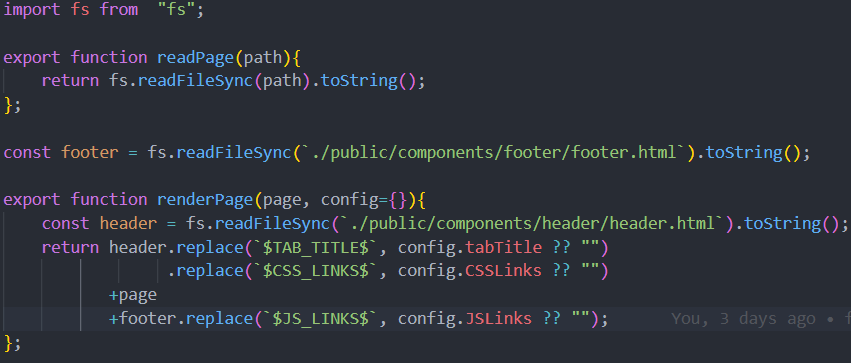 import fs from  "fs";

export function readPage(path){
    return fs.readFileSync(path).toString();
};

const footer = fs.readFileSync(`./public/components/footer/footer.html`).toString();

export function renderPage(page, config={}){
    const header = fs.readFileSync(`./public/components/header/header.html`).toString();
    return header.replace(`$TAB_TITLE$`, config.tabTitle ?? "")
                 .replace(`$CSS_LINKS$`, config.CSSLinks ?? "")
           +page
           +footer.replace(`$JS_LINKS$`, config.JSLinks ?? "");      You, 3 days ago •
};